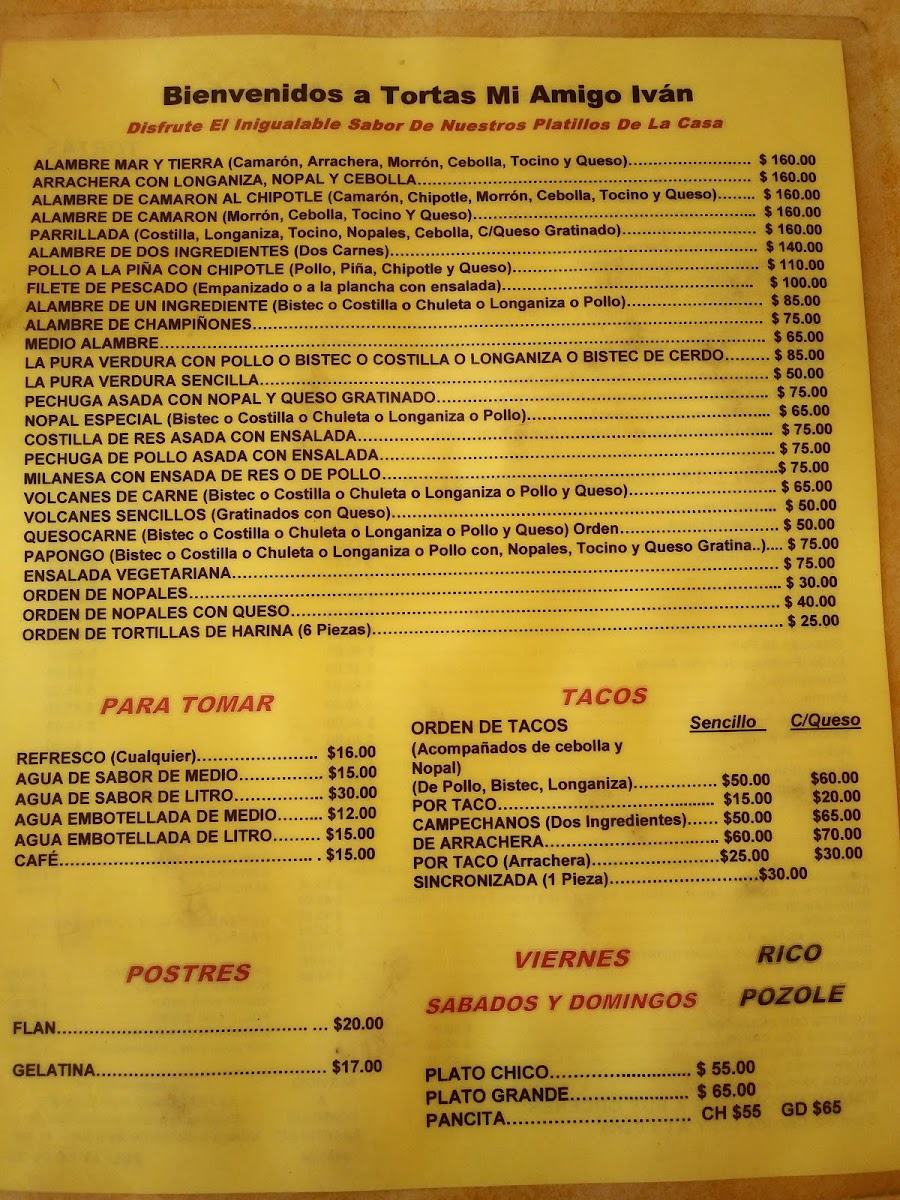 Bienvenidos a Tortas Mi Amigo Iván
Disfrute El Inigualable Sabor De Nuestros Platillos De La Casa
ALAMBRE MAR Y TIERRA (Camarón, Arrachera, Morrón, Cebolla, Tocino y Queso)............................ $ 160.00
ARRACHERA CON LONGANIZA, NOPAL Y CEBOLLA............................ $ 160.00
ALAMBRE DE CAMARON AL CHIPOTLE (Camarón, Chipotle, Morrón, Cebolla, Tocino y Queso)........ $ 160.00
ALAMBRE DE CAMARON (Morrón, Cebolla, Tocino Y Queso)............................ $ 160.00
PARRILLADA (Costilla, Longaniza, Tocino, Nopales, Cebolla, C/Queso Gratinado)............................ $ 160.00
ALAMBRE DE DOS INGREDIENTES (Dos Carnes)............................ $ 140.00
POLLO A LA PIÑA CON CHIPOTLE (Pollo, Piña, Chipotle y Queso)............................ $ 110.00
FILETE DE PESCADO (Empanizado o a la plancha con ensalada)............................ $ 100.00
ALAMBRE DE UN INGREDIENTE (Bistec o Costilla o Chuleta o Longaniza o Pollo)............................ $ 85.00
ALAMBRE DE CHAMPIÑONES............................ $ 75.00
MEDIO ALAMBRE............................ $ 65.00
LA PURA VERDURA CON POLLO O BISTEC O COSTILLA O LONGANIZA O BISTEC DE CERDO.......... $ 85.00
LA PURA VERDURA SENCILLA............................ $ 50.00
PECHUGA ASADA CON NOPAL Y QUESO GRATINADO............................ $ 75.00
NOPAL ESPECIAL (Bistec o Costilla o Chuleta o Longaniza o Pollo)............................ $ 65.00
COSTILLA DE RES ASADA CON ENSALADA............................ $ 75.00
PECHUGA DE POLLO ASADA CON ENSALADA............................ $ 75.00
MILANESA CON ENSADA DE RES O DE POLLO............................$ 75.00
VOLCANES DE CARNE (Bistec o Costilla o Chuleta o Longaniza o Pollo y Queso)............................ $ 65.00
VOLCANES SENCILLOS (Gratinados con Queso)............................ $ 50.00
QUESOCARNE (Bistec o Costilla o Chuleta o Longaniza o Pollo y Queso) Orden............................ $ 50.00
PAPONGO (Bistec o Costilla o Chuleta o Longaniza o Pollo con, Nopales, Tocino y Queso Gratina..).... $ 75.00
ENSALADA VEGETARIANA............................ $ 75.00
ORDEN DE NOPALES............................ $ 30.00
ORDEN DE NOPALES CON QUESO............................ $ 40.00
ORDEN DE TORTILLAS DE HARINA (6 Piezas)............................ $ 25.00
PARA TOMAR
REFRESCO (Cualquier)....................... $16.00
AGUA DE SABOR DE MEDIO................ $15.00
AGUA DE SABOR DE LITRO................. $30.00
AGUA EMBOTELLADA DE MEDIO......... $12.00
AGUA EMBOTELLADA DE LITRO.......... $15.00
CAFÉ................................................ . $15.00
TACOS
ORDEN DE TACOS Sencillo C/Queso
(Acompañados de cebolla y
Nopal)
(De Pollo, Bistec, Longaniza)................ $50.00 $60.00
POR TACO.......................................... $15.00 $20.00
CAMPECHANOS (Dos Ingredientes)...... $50.00 $65.00
DE ARRACHERA.................................. $60.00 $70.00
POR TACO (Arrachera)........................$25.00 $30.00
SINCRONIZADA (1 Pieza)............................$30.00
POSTRES
FLAN................................................ ... $20.00
GELATINA............................................ $17.00
VIERNES RICO
SABADOS Y DOMINGOS POZOLE
PLATO CHICO........................... $ 55.00
PLATO GRANDE....................... $ 65.00
PANCITA................................... CH $55 GD $65